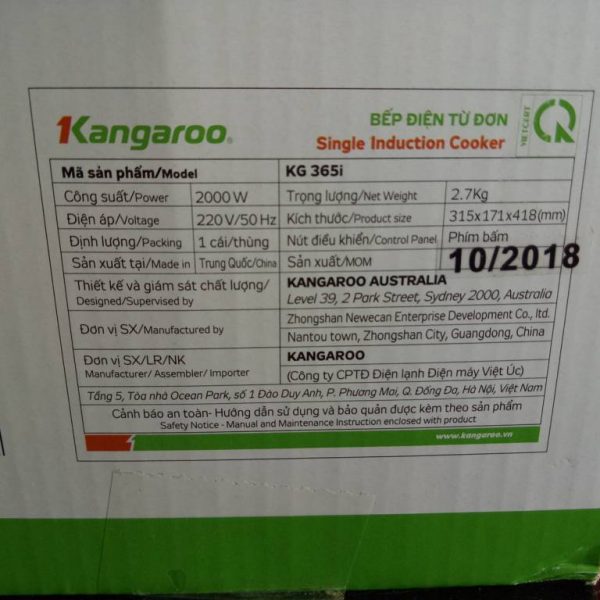 Kangaroo
BẾP ĐIỆN TỪ ĐƠN
Single Induction Cooker
VIETCERT
Mã sản phẩm/Model KG 365i
Công suất/Power 2000 W Trọng lượng/Net Weight 2.7Kg
Điện áp/Voltage 220V/50 Hz Kích thước/Product size 315x171x418(mm)
Định lượng/Packing 1 cái/thùng Nút điều khiển/Control Panel Phím bấm
Sản xuất tại/Made in Trung Quốc/China Sản xuất/MOM 10/2018
Thiết kế và giám sát chất lượng/ KANGAROO AUSTRALIA
Designed/Supervised by Level 39, 2 Park Street, Sydney 2000, Australia
Đơn vị SX/Manufactured by Zhongshan Newecan Enterprise Development Co., ltd.
Nantou town, Zhongshan City, Guangdong, China
Đơn vị SX/LR/NK KANGAROO
Manufacturer/ Assembler/ Importer (Công ty CPTĐ Điện lạnh Điện máy Việt Úc)
Tầng 5, Tòa nhà Ocean Park, số 1 Đào Duy Anh, P. Phương Mai, Q. Đống Đa, Hà Nội, Việt Nam
Cảnh báo an toàn- Hướng dẫn sử dụng và bảo quản được kèm theo sản phẩm
Safety Notice - Manual and Maintenance Instruction enclosed with product
www.kangaroo.vn